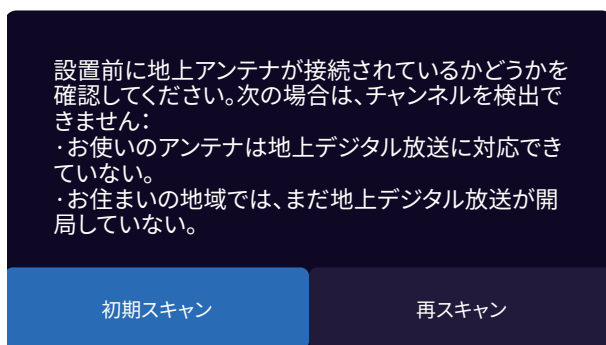 設置前に地上アンテナが接続されているかどうかを
確認してください。次の場合は、チャンネルを検出で
きません：
·お使いのアンテナは地上デジタル放送に対応でき
ていない。
·お住まいの地域では、まだ地上デジタル放送が開
局していない。
初期スキャン
再スキャン